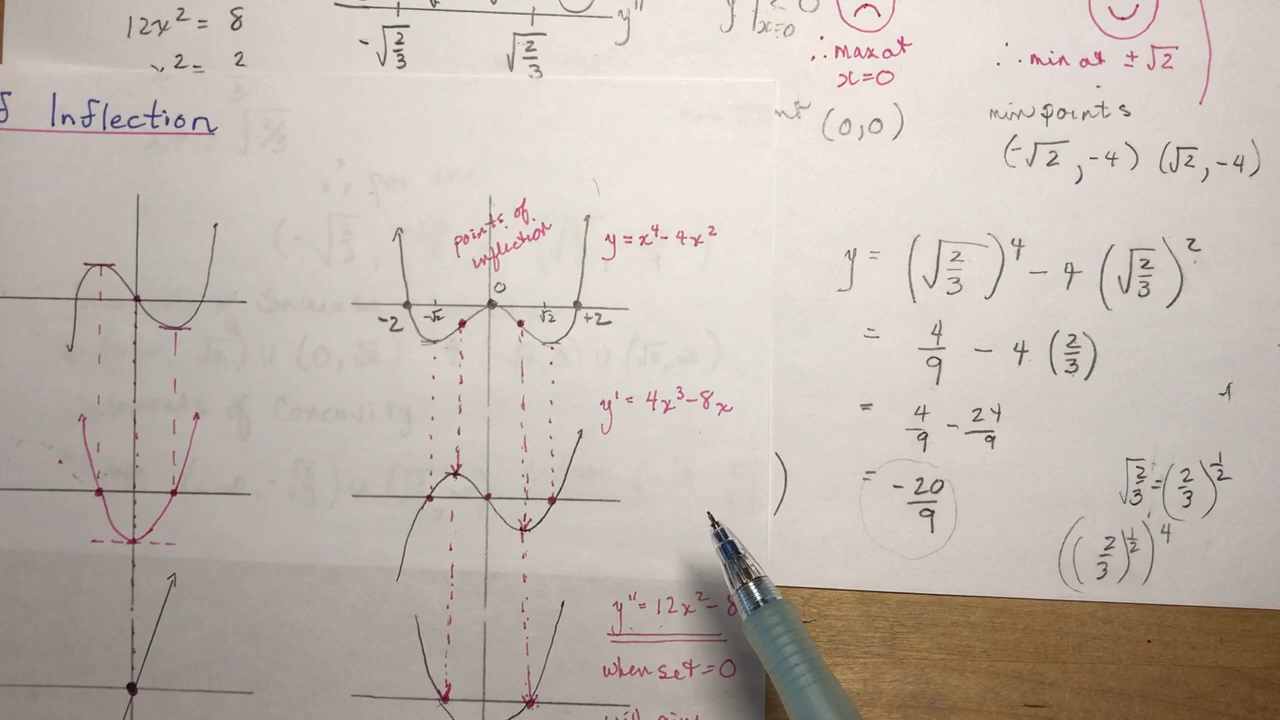 12x² = 8
2 = 2
-√(2/3)
√(2/3)
y''
y
x=0
∴ max at
x=0
∴ min at ±√2
(0,0)
min points
(-√2, -4) (√2, -4)
Inflection
points of
inflection
y = x⁴ - 4x²
0
-2
-√2
√2
+2
y' = 4x³ - 8x
y'' = 12x² - 8
when set = 0
y = (√(2/3))⁴ - 4(√(2/3))²
= 4/9 - 4(2/3)
= 4/9 - 24/9
= -20/9
√(2/3) = (2/3)^(1/2)
((2/3)^(1/2))⁴